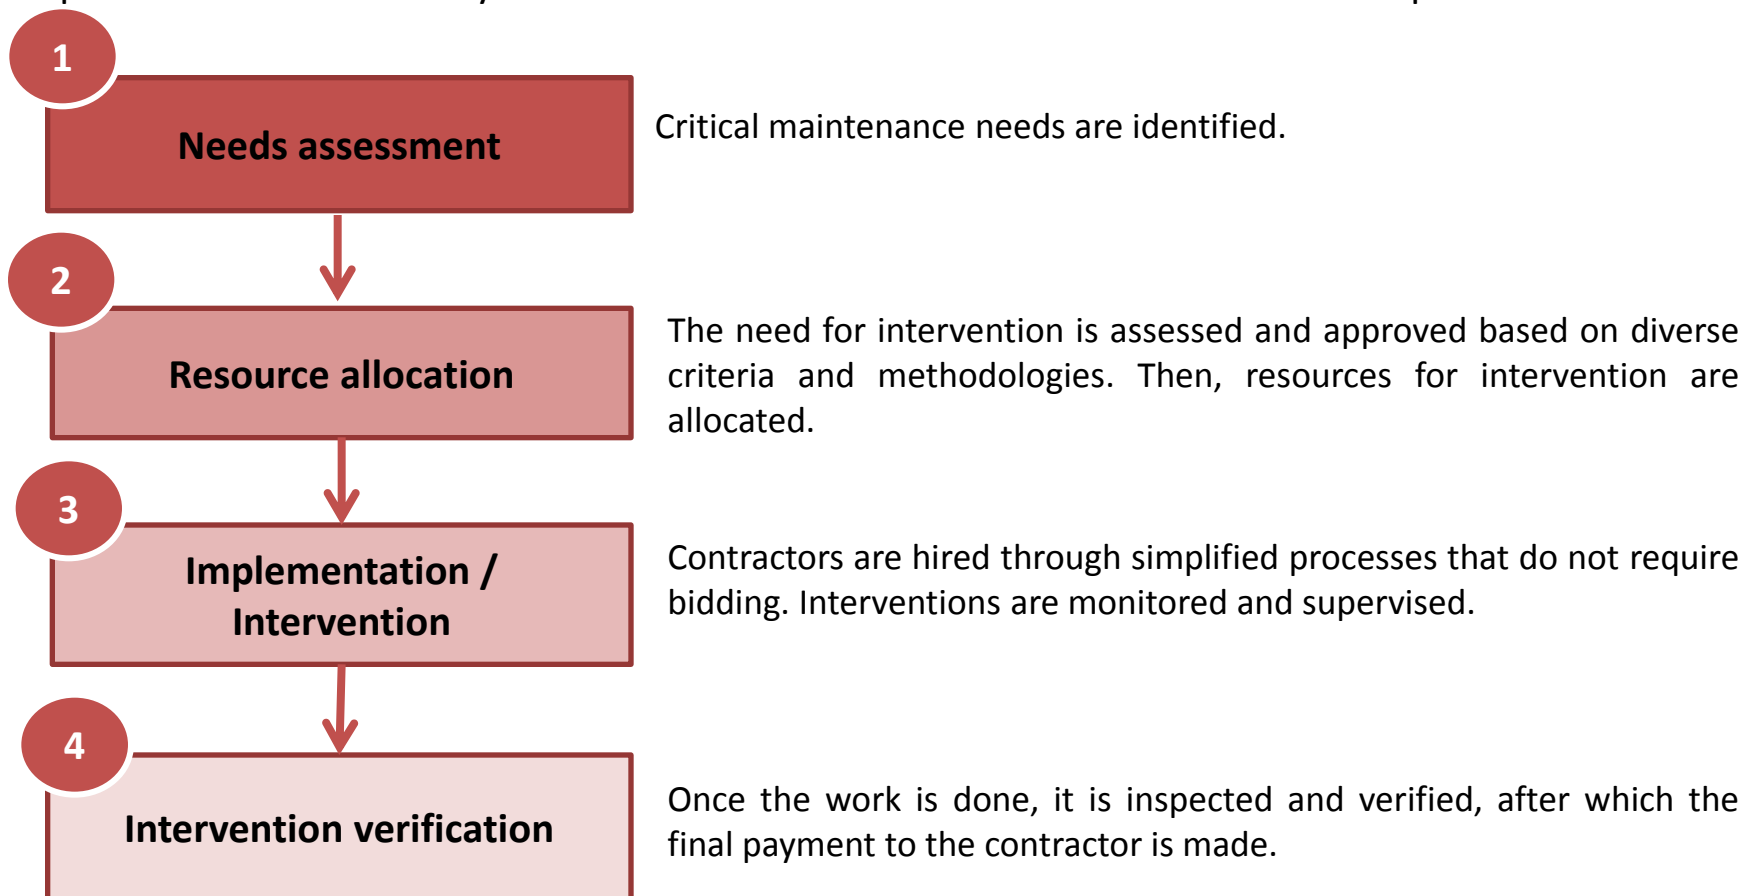 1
Needs assessment
Critical maintenance needs are identified.
2
Resource allocation
The need for intervention is assessed and approved based on diverse
criteria and methodologies. Then, resources for intervention are
allocated.
3
Implementation /
Intervention
Contractors are hired through simplified processes that do not require
bidding. Interventions are monitored and supervised.
4
Intervention verification
Once the work is done, it is inspected and verified, after which the
final payment to the contractor is made.